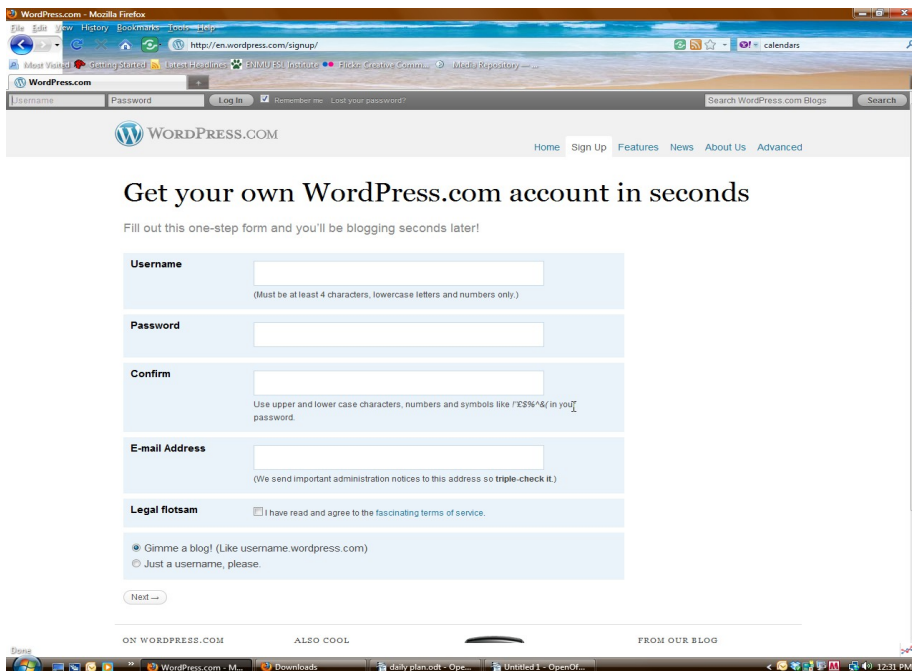 WordPress.com - Mozilla Firefox
File Edit View History Bookmarks Tools Help
http://en.wordpress.com/signup/
calendars
Most Visited Getting Started Latest Headlines ENMU ESL Institute Flickr: Creative Comm... Media Repository — ...
WordPress.com
Username Password Log In Remember me Lost your password? Search WordPress.com Blogs Search
WORDPRESS.COM
Home Sign Up Features News About Us Advanced
Get your own WordPress.com account in seconds
Fill out this one-step form and you'll be blogging seconds later!
Username
(Must be at least 4 characters, lowercase letters and numbers only.)
Password
Confirm
Use upper and lower case characters, numbers and symbols like !"£$%^&( in your
password.
E-mail Address
(We send important administration notices to this address so triple-check it.)
Legal flotsam
I have read and agree to the fascinating terms of service.
Gimme a blog! (Like username.wordpress.com)
Just a username, please.
Next →
ON WORDPRESS.COM ALSO COOL FROM OUR BLOG
Done
WordPress.com - M... Downloads daily plan.odt - Ope... Untitled 1 - OpenOf... 12:31 PM